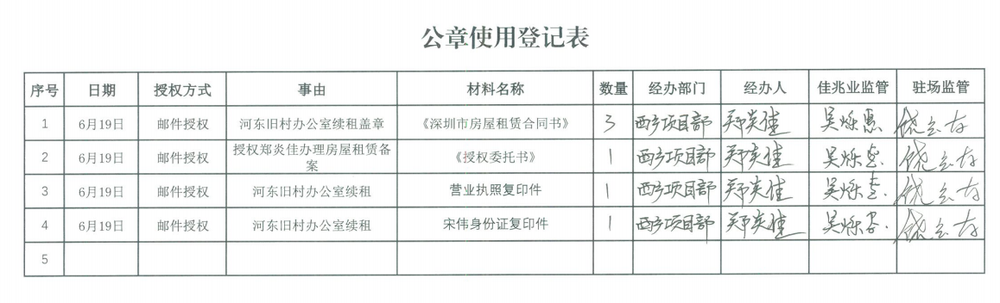 公章使用登记表
序号 日期 授权方式 事由 材料名称 数量 经办部门 经办人 佳兆业监管 驻场监管
1 6月19日 邮件授权 河东旧村办公室续租盖章 《深圳市房屋租赁合同书》 3 西乡项目部 郑炎佳 吴烁
2 6月19日 邮件授权 授权郑炎佳办理房屋租赁备案 《授权委托书》 1 西乡项目部 郑炎佳 吴烁
3 6月19日 邮件授权 河东旧村办公室续租 营业执照复印件 1 西乡项目部 郑炎佳 吴烁
4 6月19日 邮件授权 河东旧村办公室续租 宋伟身份证复印件 1 西乡项目部 郑炎佳 吴烁
5